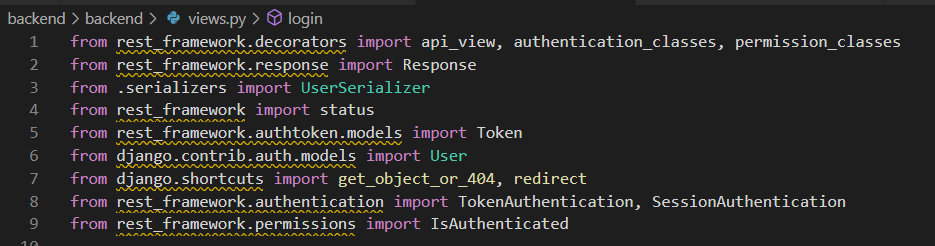 backend > backend > views.py > login
1 from rest_framework.decorators import api_view, authentication_classes, permission_classes
2 from rest_framework.response import Response
3 from .serializers import UserSerializer
4 from rest_framework import status
5 from rest_framework.authtoken.models import Token
6 from django.contrib.auth.models import User
7 from django.shortcuts import get_object_or_404, redirect
8 from rest_framework.authentication import TokenAuthentication, SessionAuthentication
9 from rest_framework.permissions import IsAuthenticated
10